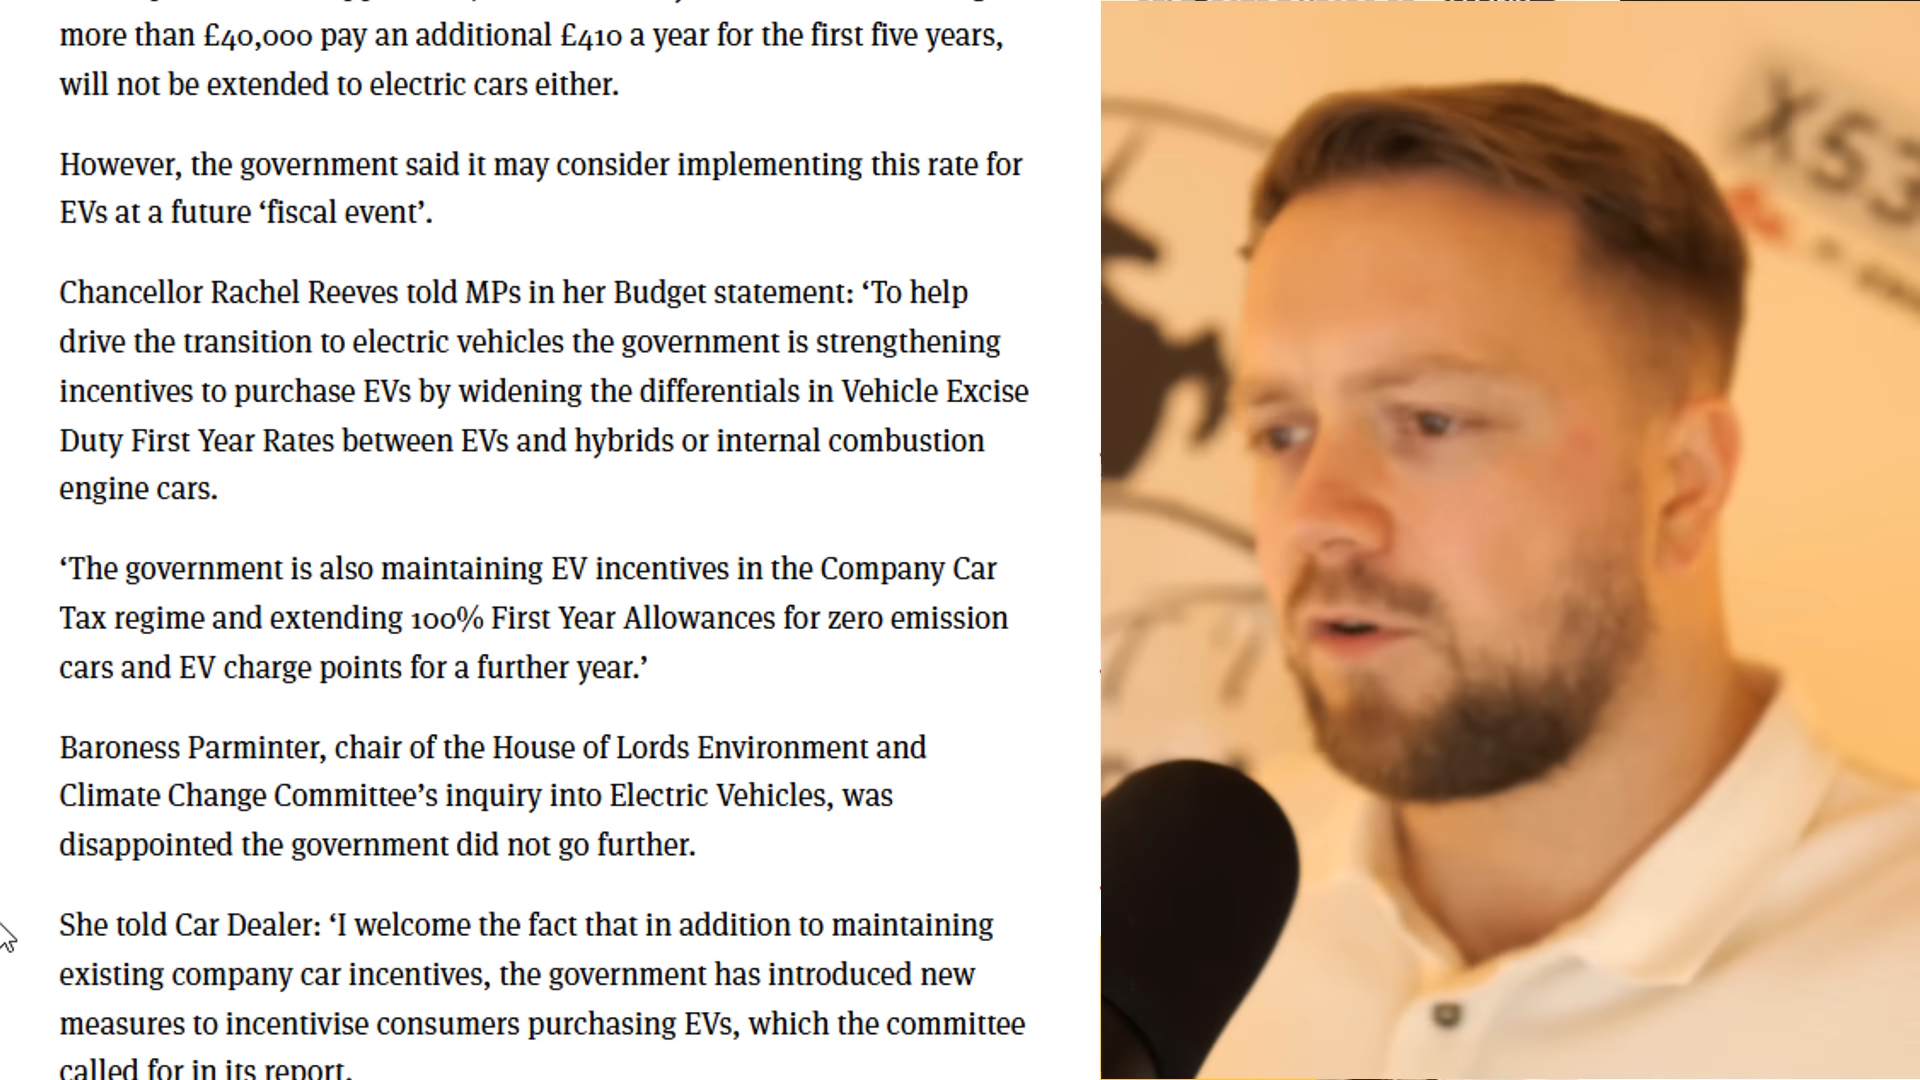 more than £40,000 pay an additional £410 a year for the first five years,
will not be extended to electric cars either.
However, the government said it may consider implementing this rate for
EVs at a future ‘fiscal event’.
Chancellor Rachel Reeves told MPs in her Budget statement: ‘To help
drive the transition to electric vehicles the government is strengthening
incentives to purchase EVs by widening the differentials in Vehicle Excise
Duty First Year Rates between EVs and hybrids or internal combustion
engine cars.
‘The government is also maintaining EV incentives in the Company Car
Tax regime and extending 100% First Year Allowances for zero emission
cars and EV charge points for a further year.’
Baroness Parminter, chair of the House of Lords Environment and
Climate Change Committee’s inquiry into Electric Vehicles, was
disappointed the government did not go further.
She told Car Dealer: ‘I welcome the fact that in addition to maintaining
existing company car incentives, the government has introduced new
measures to incentivise consumers purchasing EVs, which the committee
called for in its report.
X53